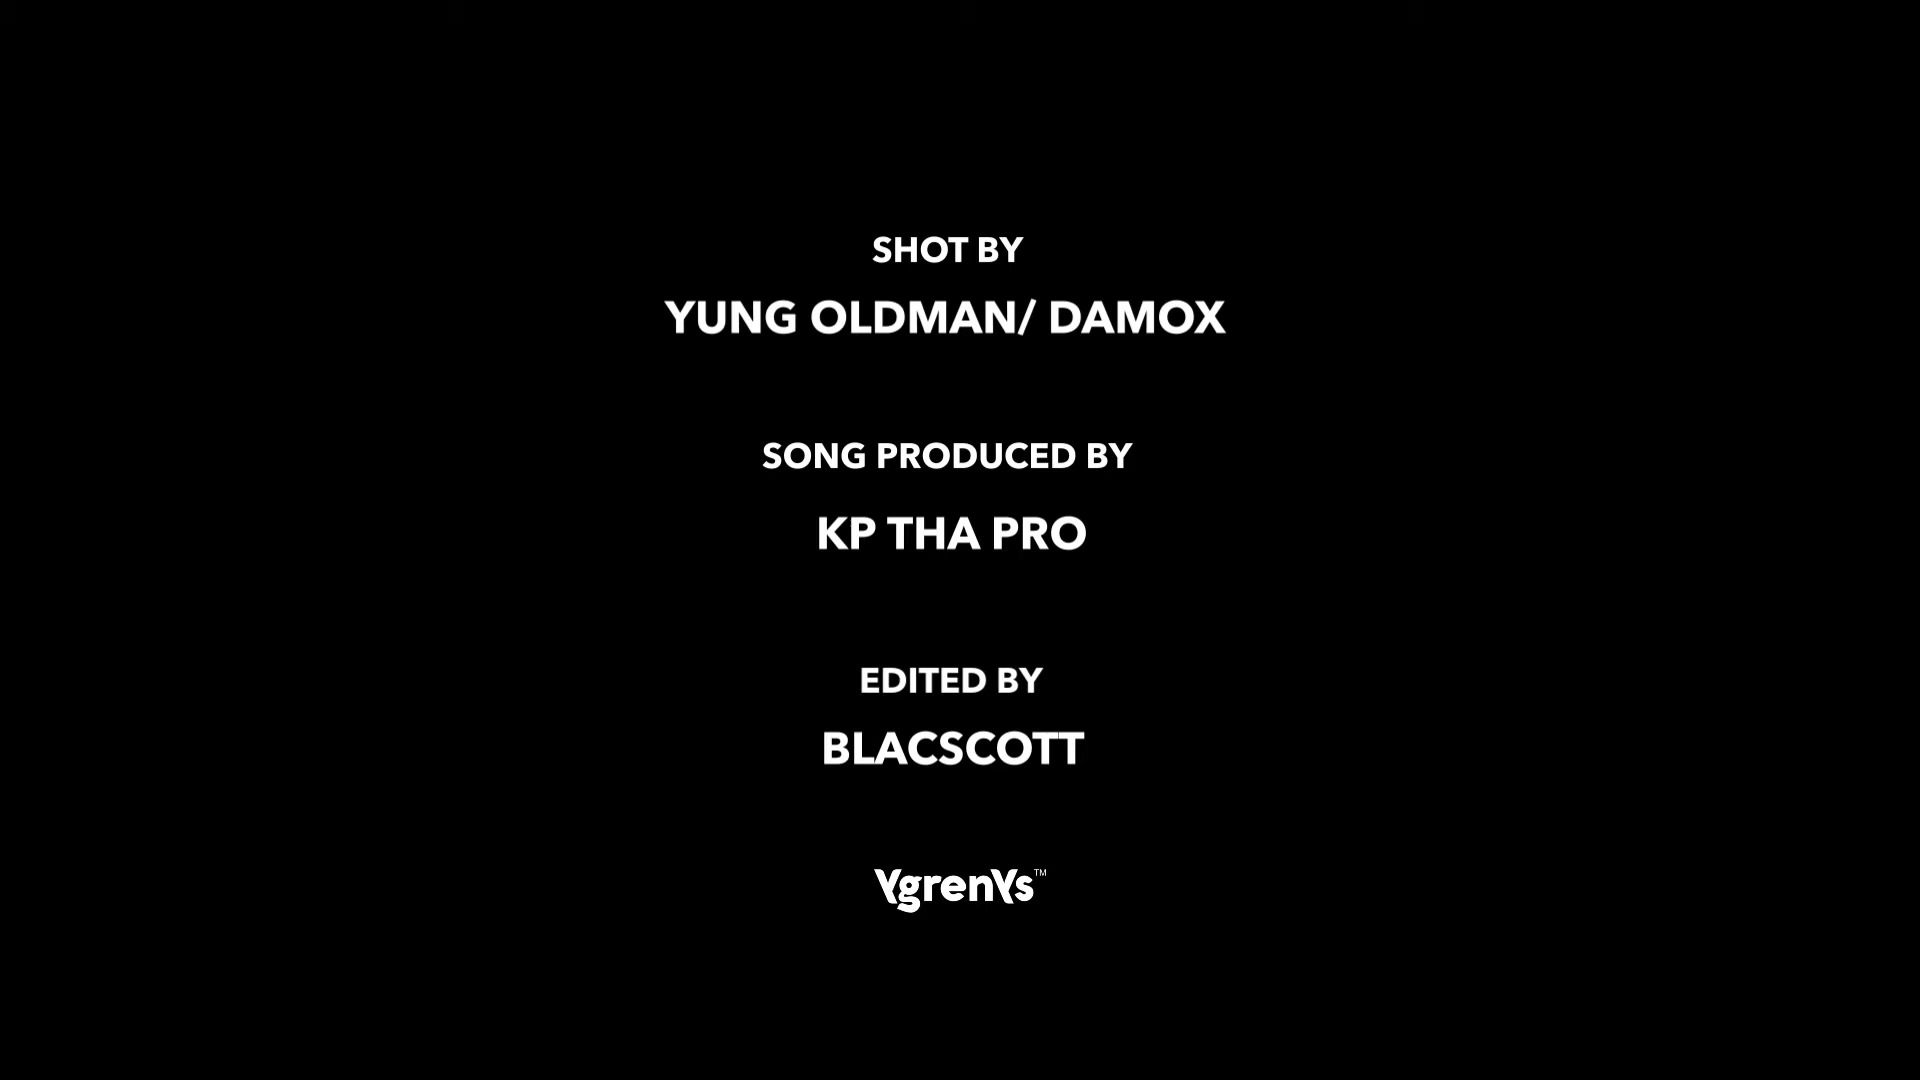 SHOT BY
YUNG OLDMAN/ DAMOX
SONG PRODUCED BY
KP THA PRO
EDITED BY
BLACSCOTT
YgrenYs™